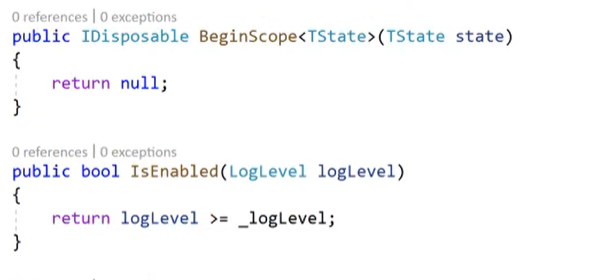 0 references | 0 exceptions
public IDisposable BeginScope<TState>(TState state)
{
return null;
}
0 references | 0 exceptions
public bool IsEnabled(LogLevel logLevel)
{
return logLevel >= _logLevel;
}